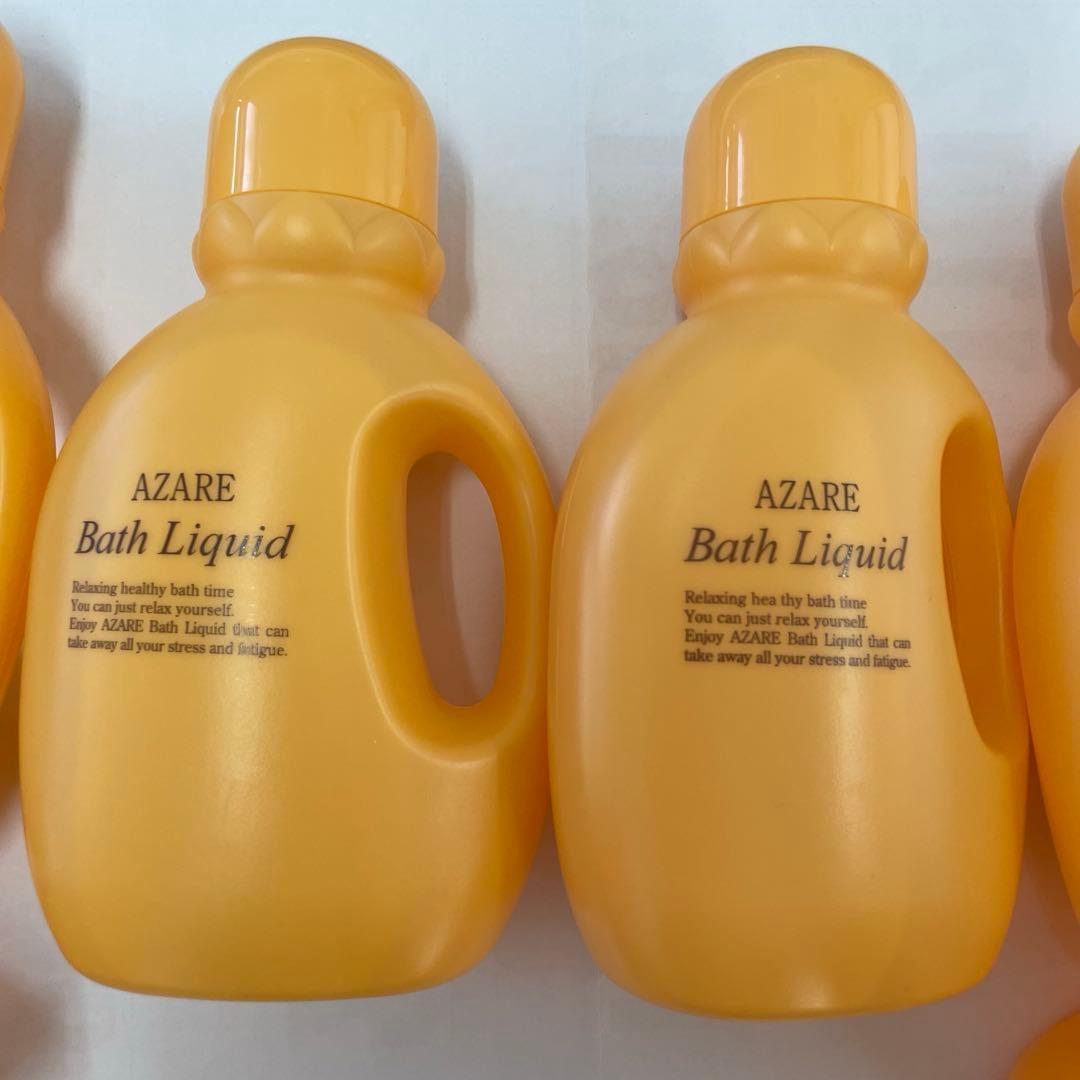 AZARE
Bath Liquid
Relaxing healthy bath time
You can just relax yourself.
Enjoy AZARE Bath Liquid that can
take away all your stress and fatigue.
AZARE
Bath Liquid
Relaxing hea thy bath time
You can just relax yourself.
Enjoy AZARE Bath Liquid that can
take away all your stress and fatigue.